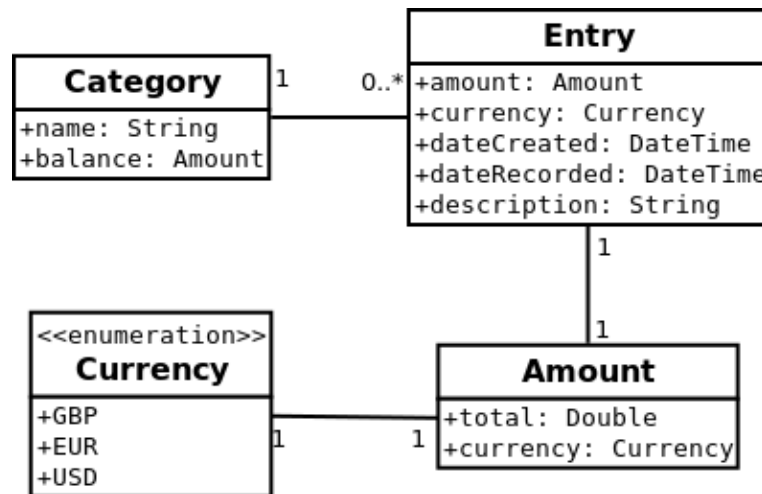 Category
+name: String
+balance: Amount
1
0..*
Entry
+amount: Amount
+currency: Currency
+dateCreated: DateTime
+dateRecorded: DateTime
+description: String
1
1
<<enumeration>>
Currency
+GBP
+EUR
+USD
1
1
Amount
+total: Double
+currency: Currency